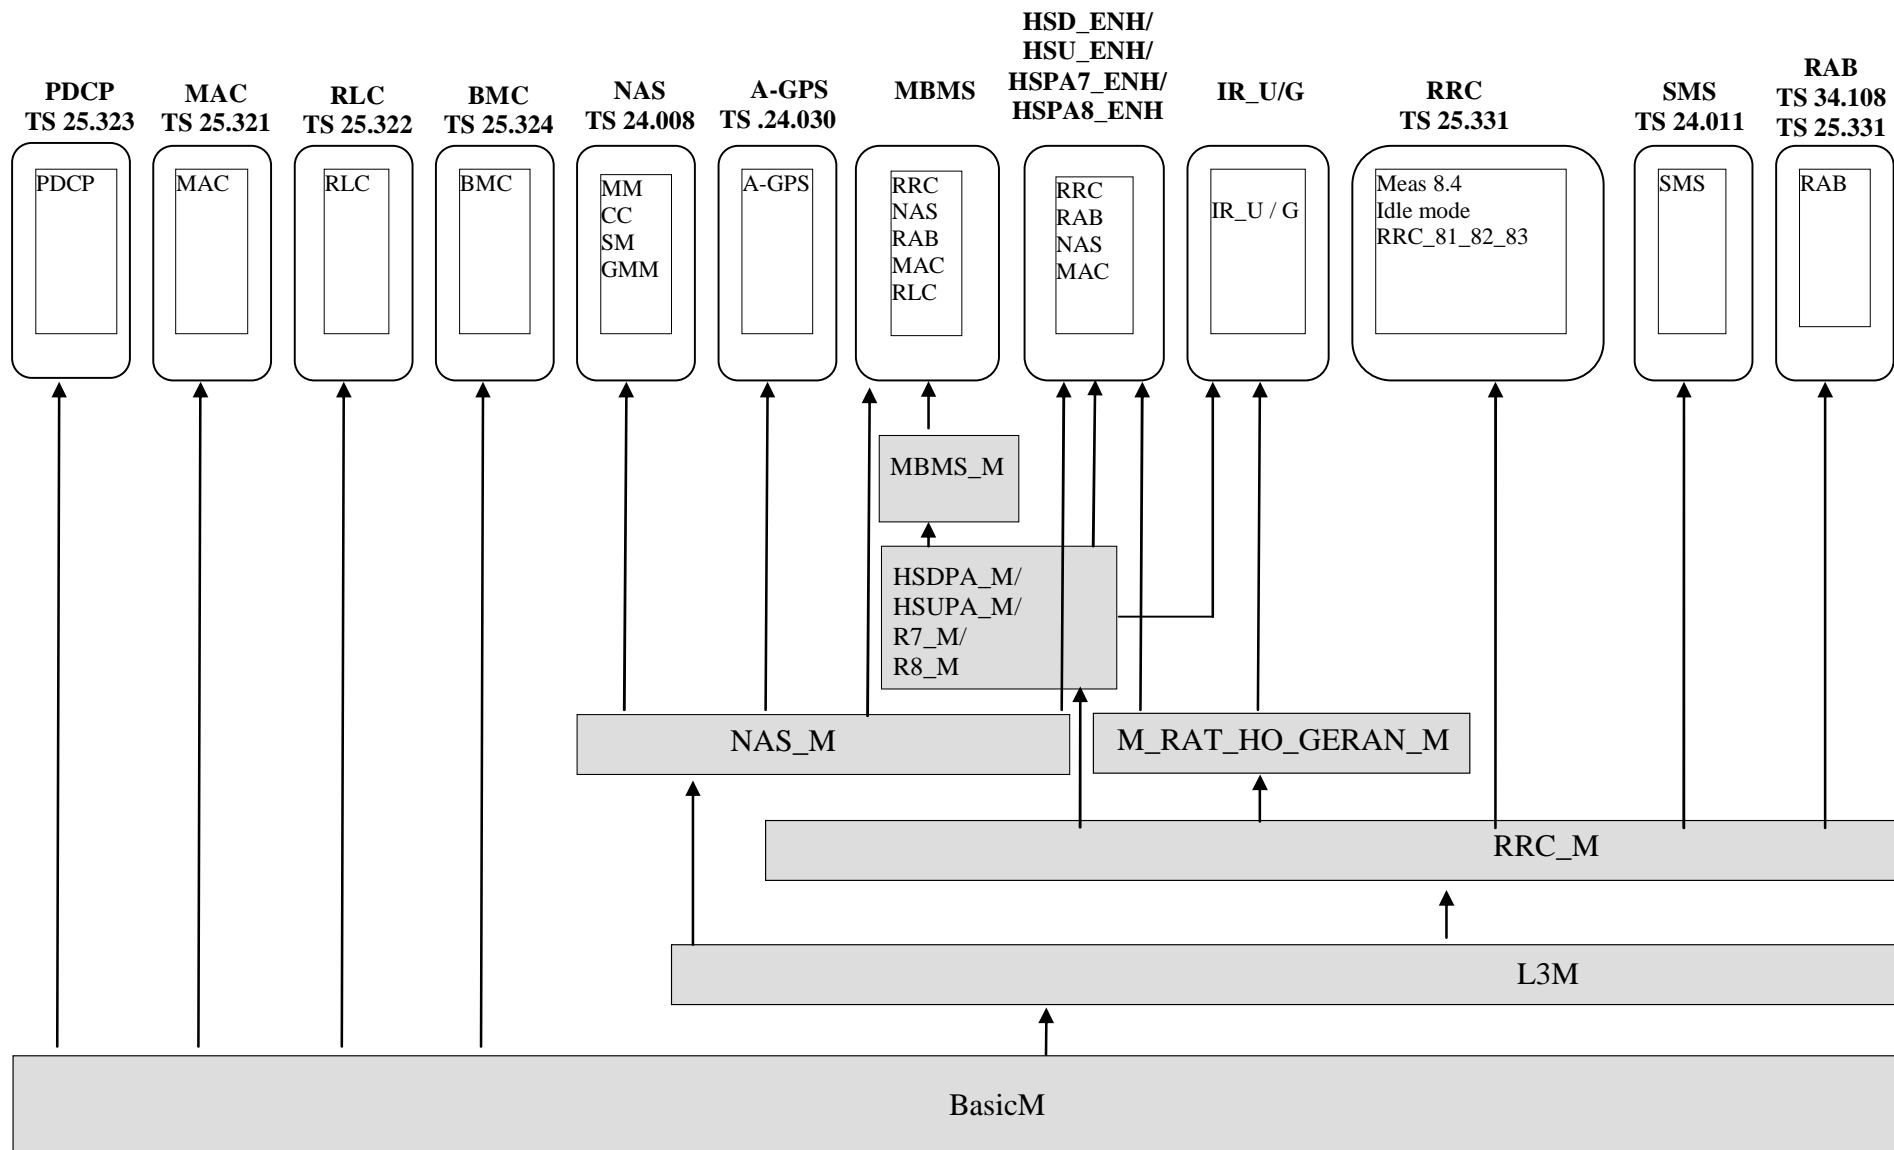 PDCP
TS 25.323
MAC
TS 25.321
RLC
TS 25.322
BMC
TS 25.324
NAS
TS 24.008
A-GPS
TS .24.030
MBMS
HSD_ENH/
HSU_ENH/
HSPA7_ENH/
HSPA8_ENH
IR_U/G
RRC
TS 25.331
SMS
TS 24.011
RAB
TS 34.108
TS 25.331
PDCP
MAC
RLC
BMC
MM
CC
SM
GMM
A-GPS
RRC
NAS
RAB
MAC
RLC
RRC
RAB
NAS
MAC
IR_U / G
Meas 8.4
Idle mode
RRC_81_82_83
SMS
RAB
MBMS_M
HSDPA_M/
HSUPA_M/
R7_M/
R8_M
NAS_M
M_RAT_HO_GERAN_M
RRC_M
L3M
BasicM